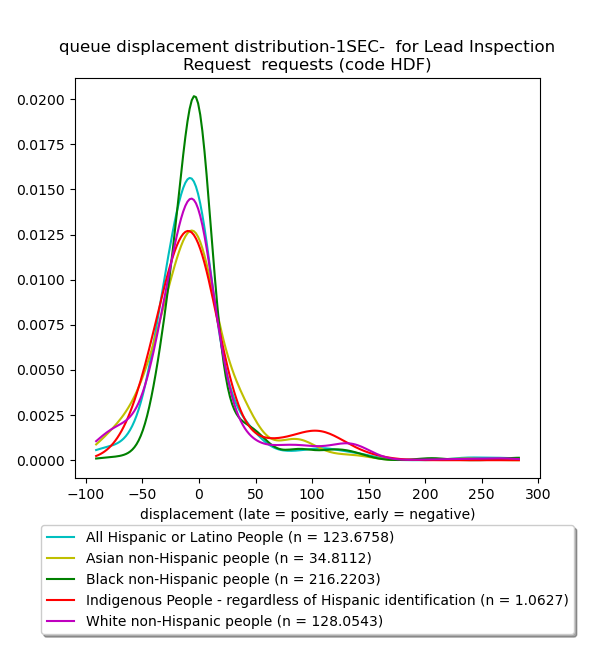 queue displacement distribution-1SEC-  for Lead Inspection
Request  requests (code HDF)
0.0200
0.0175
0.0150
0.0125
0.0100
0.0075
0.0050
0.0025
0.0000
−100 −50 0 50 100 150 200 250 300
displacement (late = positive, early = negative)
All Hispanic or Latino People (n = 123.6758)
Asian non-Hispanic people (n = 34.8112)
Black non-Hispanic people (n = 216.2203)
Indigenous People - regardless of Hispanic identification (n = 1.0627)
White non-Hispanic people (n = 128.0543)